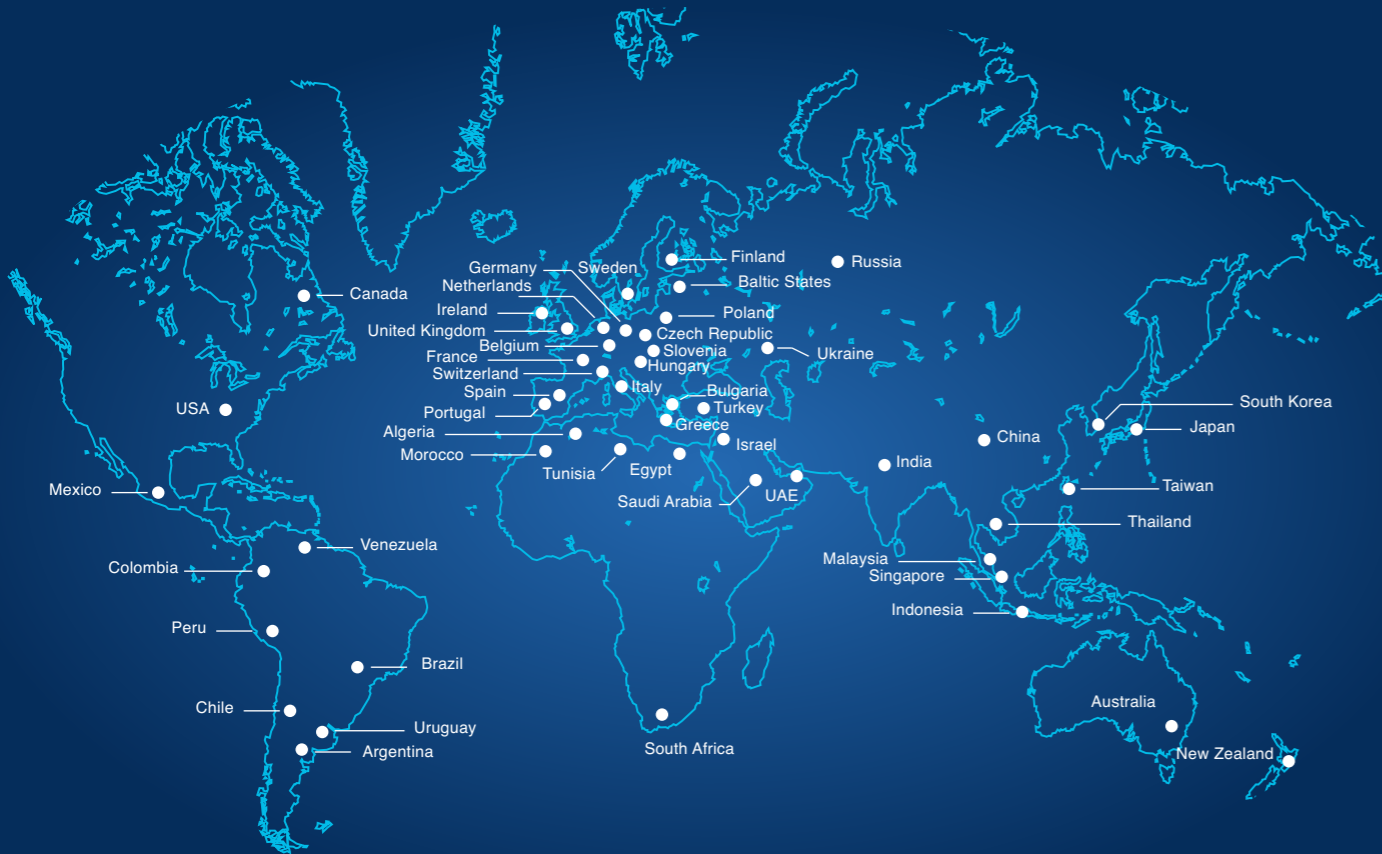 Finland
Russia
Germany
Sweden
Netherlands
Baltic States
Canada
Ireland
Poland
United Kingdom
Czech Republic
Belgium
Slovenia
Ukraine
France
Hungary
Switzerland
Italy
Spain
Bulgaria
USA
Portugal
Turkey
South Korea
Greece
Japan
Algeria
China
Israel
Morocco
India
Tunisia
Egypt
Mexico
Saudi Arabia
UAE
Taiwan
Thailand
Venezuela
Malaysia
Colombia
Singapore
Indonesia
Peru
Brazil
Chile
Australia
Uruguay
Argentina
South Africa
New Zealand